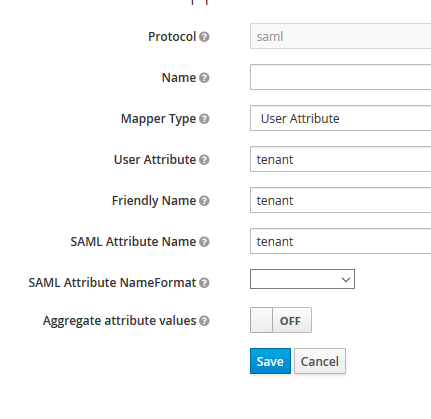 Protocol saml
Name
Mapper Type User Attribute
User Attribute tenant
Friendly Name tenant
SAML Attribute Name tenant
SAML Attribute NameFormat
Aggregate attribute values OFF
Save Cancel